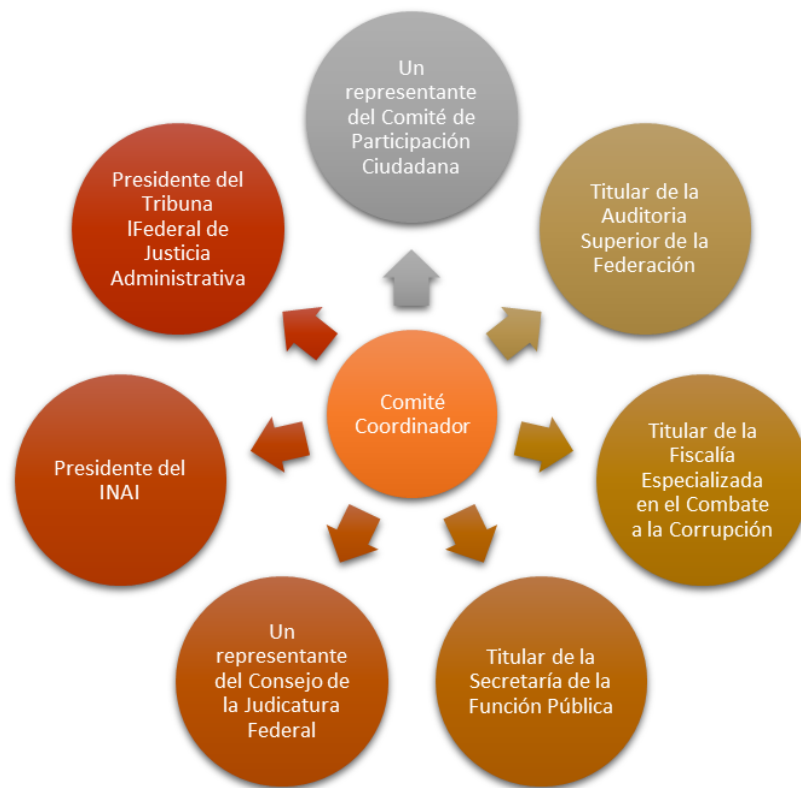 Un
representante
del Comité de
Participación
Ciudadana
Titular de la
Auditoria
Superior de la
Federación
Titular de la
Fiscalía
Especializada
en el Combate
a la Corrupción
Titular de la
Secretaría de la
Función Pública
Un
representante
del Consejo de
la Judicatura
Federal
Presidente del
INAI
Presidente del
Tribuna
lFederal de
Justicia
Administrativa
Comité
Coordinador